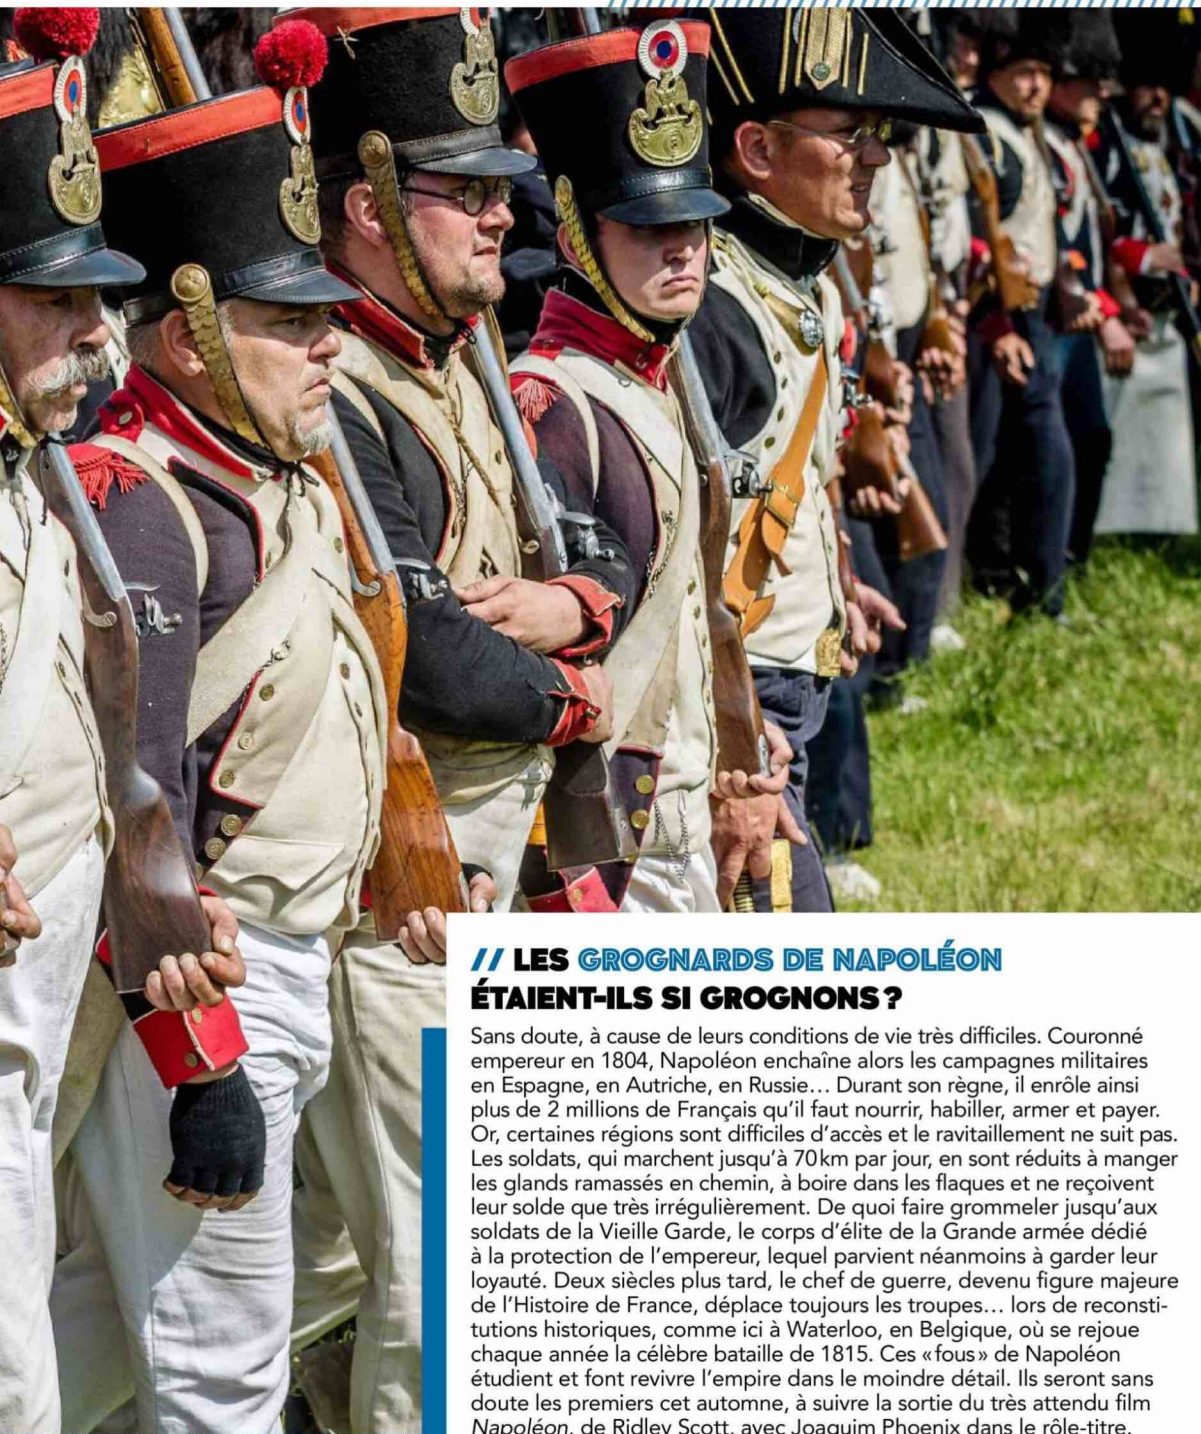 // LES GROGNARDS DE NAPOLÉON
ÉTAIENT-ILS SI GROGNONS ?
Sans doute, à cause de leurs conditions de vie très difficiles. Couronné
empereur en 1804, Napoléon enchaîne alors les campagnes militaires
en Espagne, en Autriche, en Russie… Durant son règne, il enrôle ainsi
plus de 2 millions de Français qu'il faut nourrir, habiller, armer et payer.
Or, certaines régions sont difficiles d'accès et le ravitaillement ne suit pas.
Les soldats, qui marchent jusqu'à 70 km par jour, en sont réduits à manger
les glands ramassés en chemin, à boire dans les flaques et ne reçoivent
leur solde que très irrégulièrement. De quoi faire grommeler jusqu'aux
soldats de la Vieille Garde, le corps d'élite de la Grande armée dédié
à la protection de l'empereur, lequel parvient néanmoins à garder leur
loyauté. Deux siècles plus tard, le chef de guerre, devenu figure majeure
de l'Histoire de France, déplace toujours les troupes… lors de reconsti-
tutions historiques, comme ici à Waterloo, en Belgique, où se rejoue
chaque année la célèbre bataille de 1815. Ces «fous» de Napoléon
étudient et font revivre l'empire dans le moindre détail. Ils seront sans
doute les premiers cet automne, à suivre la sortie du très attendu film
Napoléon, de Ridley Scott, avec Joaquim Phoenix dans le rôle-titre.